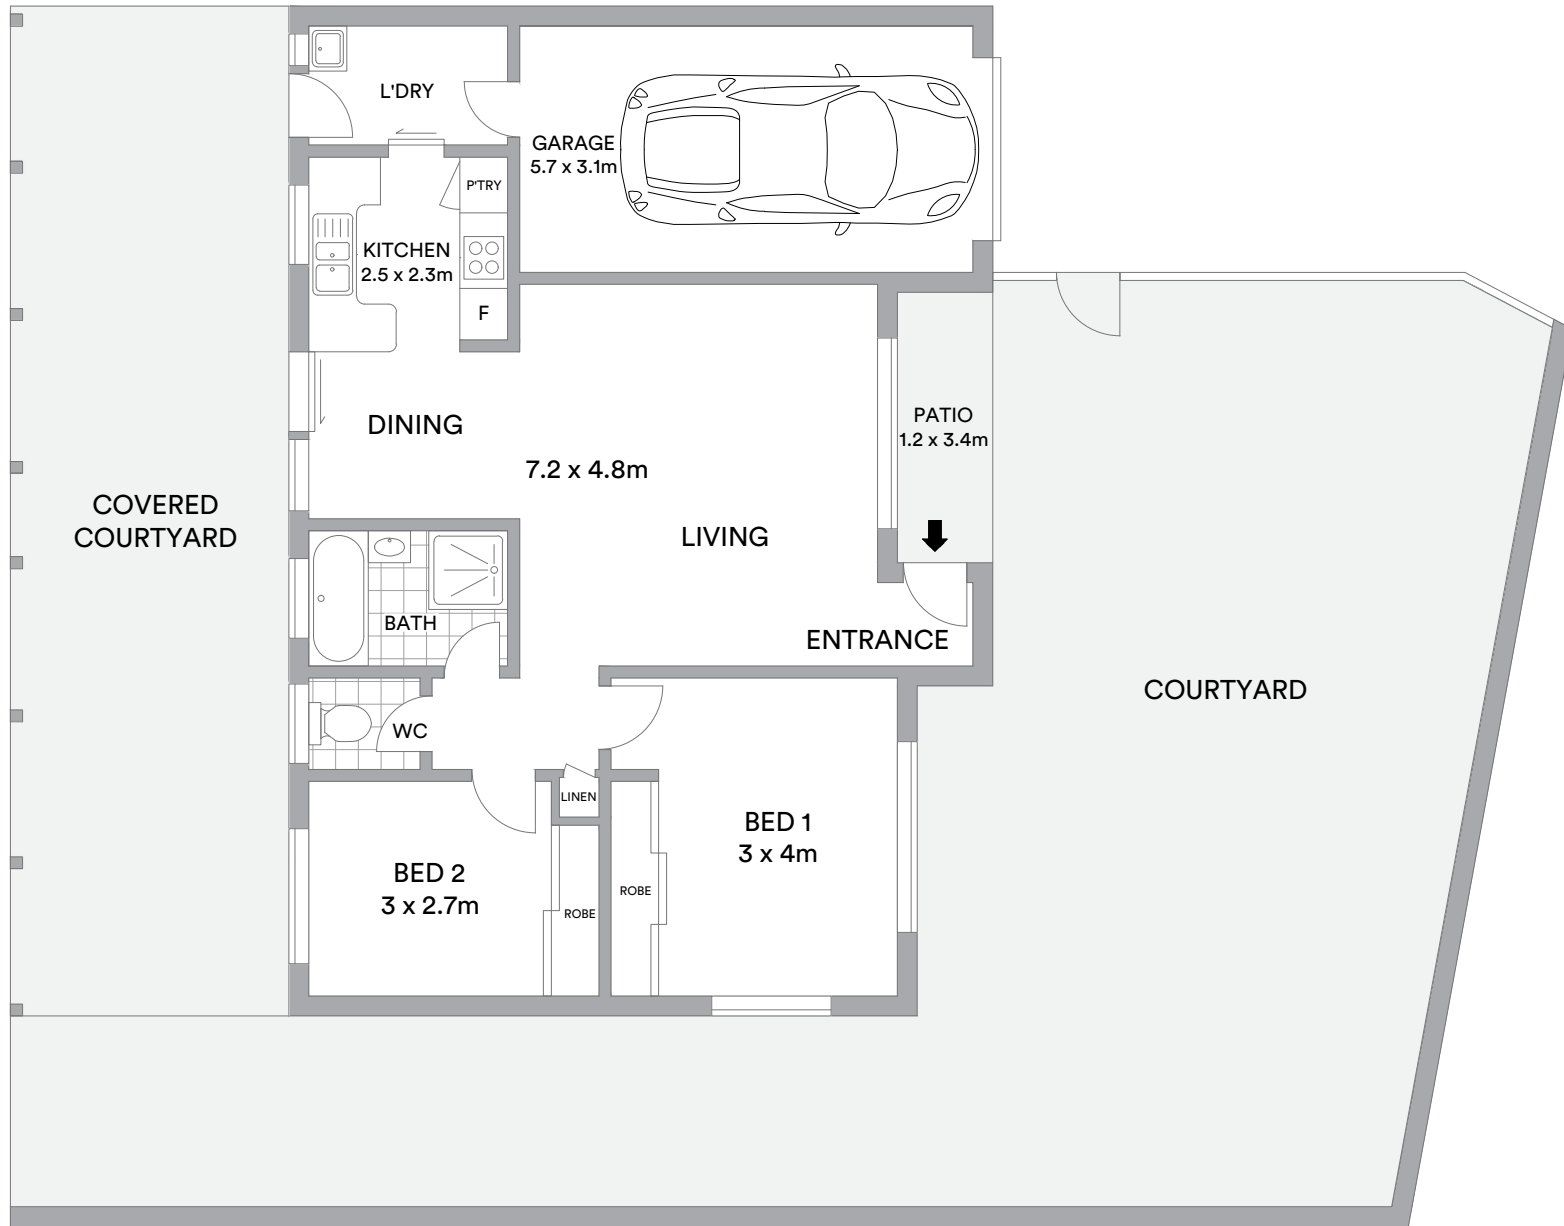 L'DRY
GARAGE
5.7 x 3.1m
P'TRY
KITCHEN
2.5 x 2.3m
F
DINING
PATIO
1.2 x 3.4m
7.2 x 4.8m
COVERED
COURTYARD
LIVING
BATH
ENTRANCE
COURTYARD
WC
LINEN
BED 1
3 x 4m
BED 2
3 x 2.7m
ROBE
ROBE